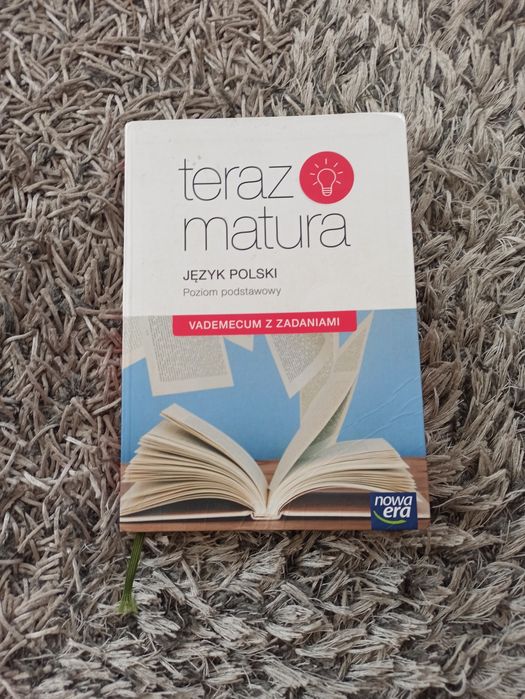 teraz
matura
JĘZYK POLSKI
Poziom podstawowy
VADEMECUM Z ZADANIAMI
nowa
era